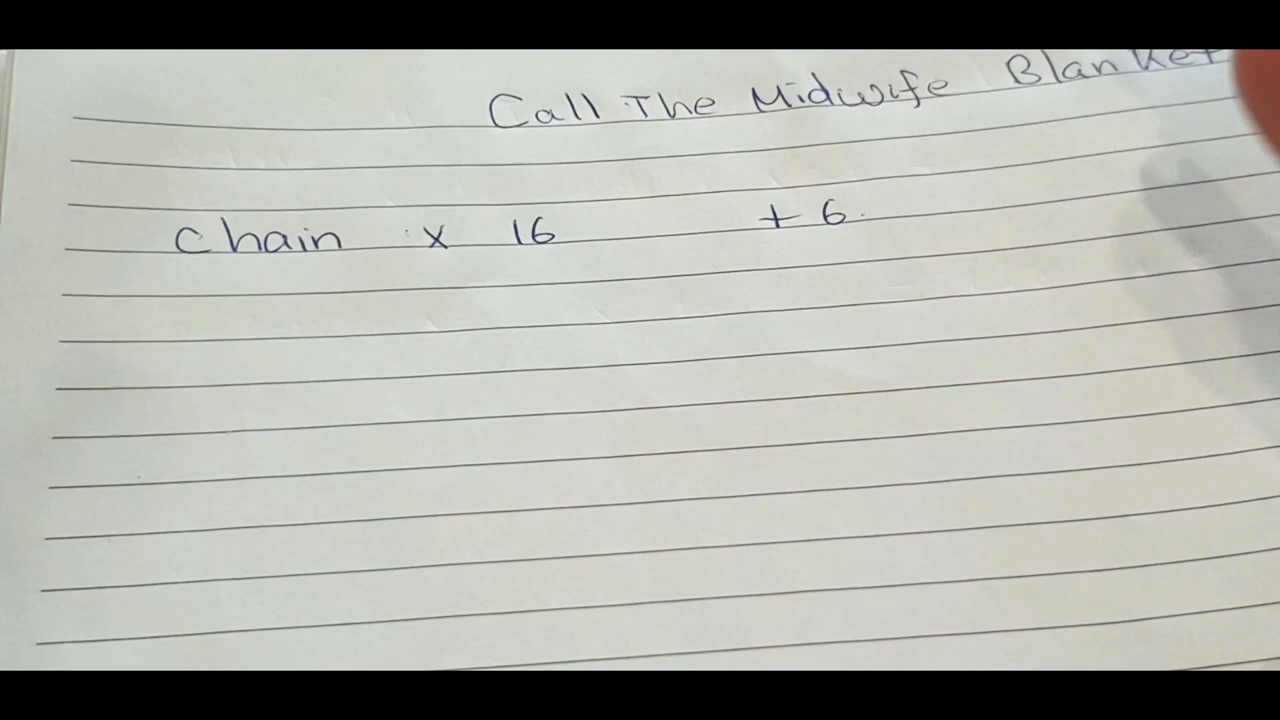 Call The Midwife Blanket
Chain x 16 + 6.